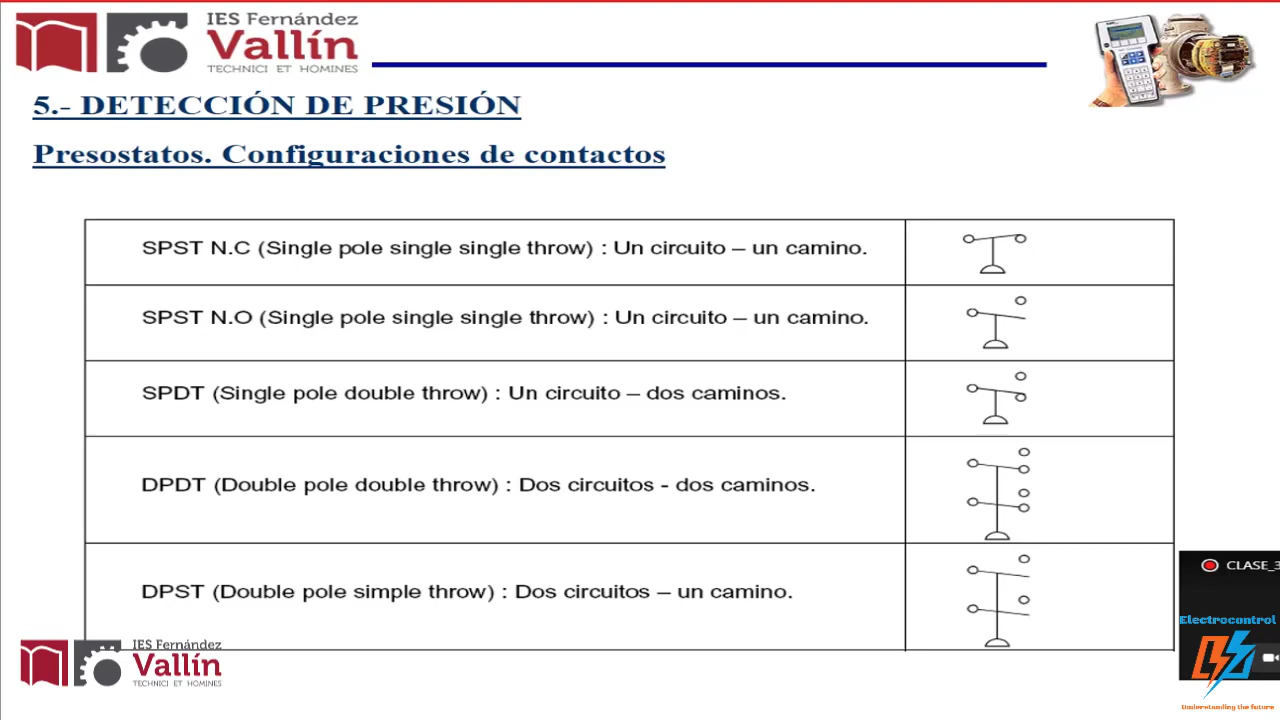 IES Fernández
Vallín
TECHNICI ET HOMINES
5.- DETECCIÓN DE PRESIÓN
Presostatos. Configuraciones de contactos
SPST N.C (Single pole single single throw) : Un circuito – un camino.
SPST N.O (Single pole single single throw) : Un circuito – un camino.
SPDT (Single pole double throw) : Un circuito – dos caminos.
DPDT (Double pole double throw) : Dos circuitos - dos caminos.
DPST (Double pole simple throw) : Dos circuitos – un camino.
CLASE_3
Electrocontrol
IES Fernández
Vallín
TECHNICI ET HOMINES
Understanding the future